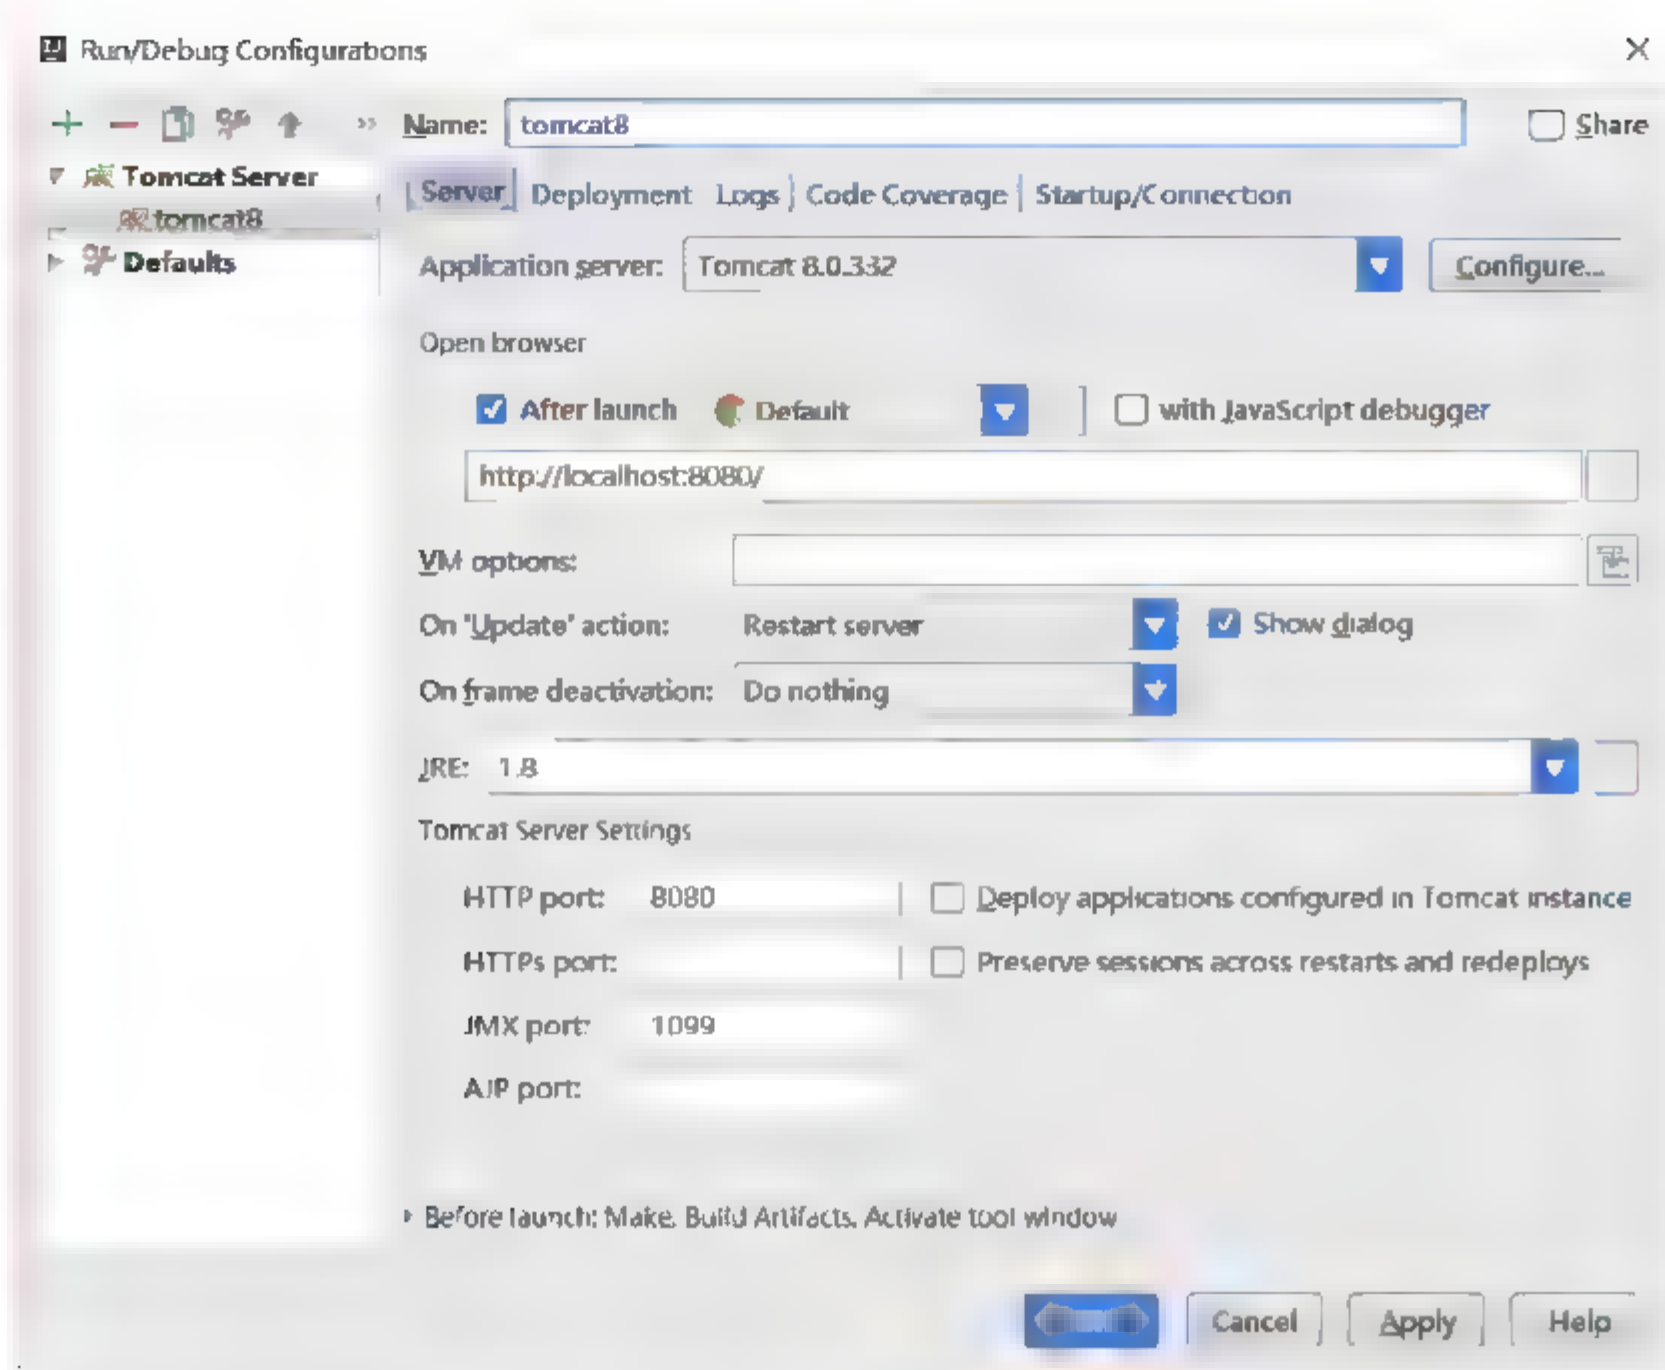 Run/Debug Configurations
Name: tomcat8 Share
Tomcat Server
tomcat8
Defaults
Server Deployment Logs Code Coverage Startup/Connection
Application server: Tomcat 8.0.332 Configure...
Open browser
After launch Default with JavaScript debugger
http://localhost:8080/
VM options:
On 'Update' action: Restart server Show dialog
On frame deactivation: Do nothing
JRE: 1.8
Tomcat Server Settings
HTTP port: 8080 Deploy applications configured in Tomcat instance
HTTPs port: Preserve sessions across restarts and redeploys
JMX port: 1099
AJP port:
Before launch: Make, Build Artifacts, Activate tool window
Cancel Apply Help